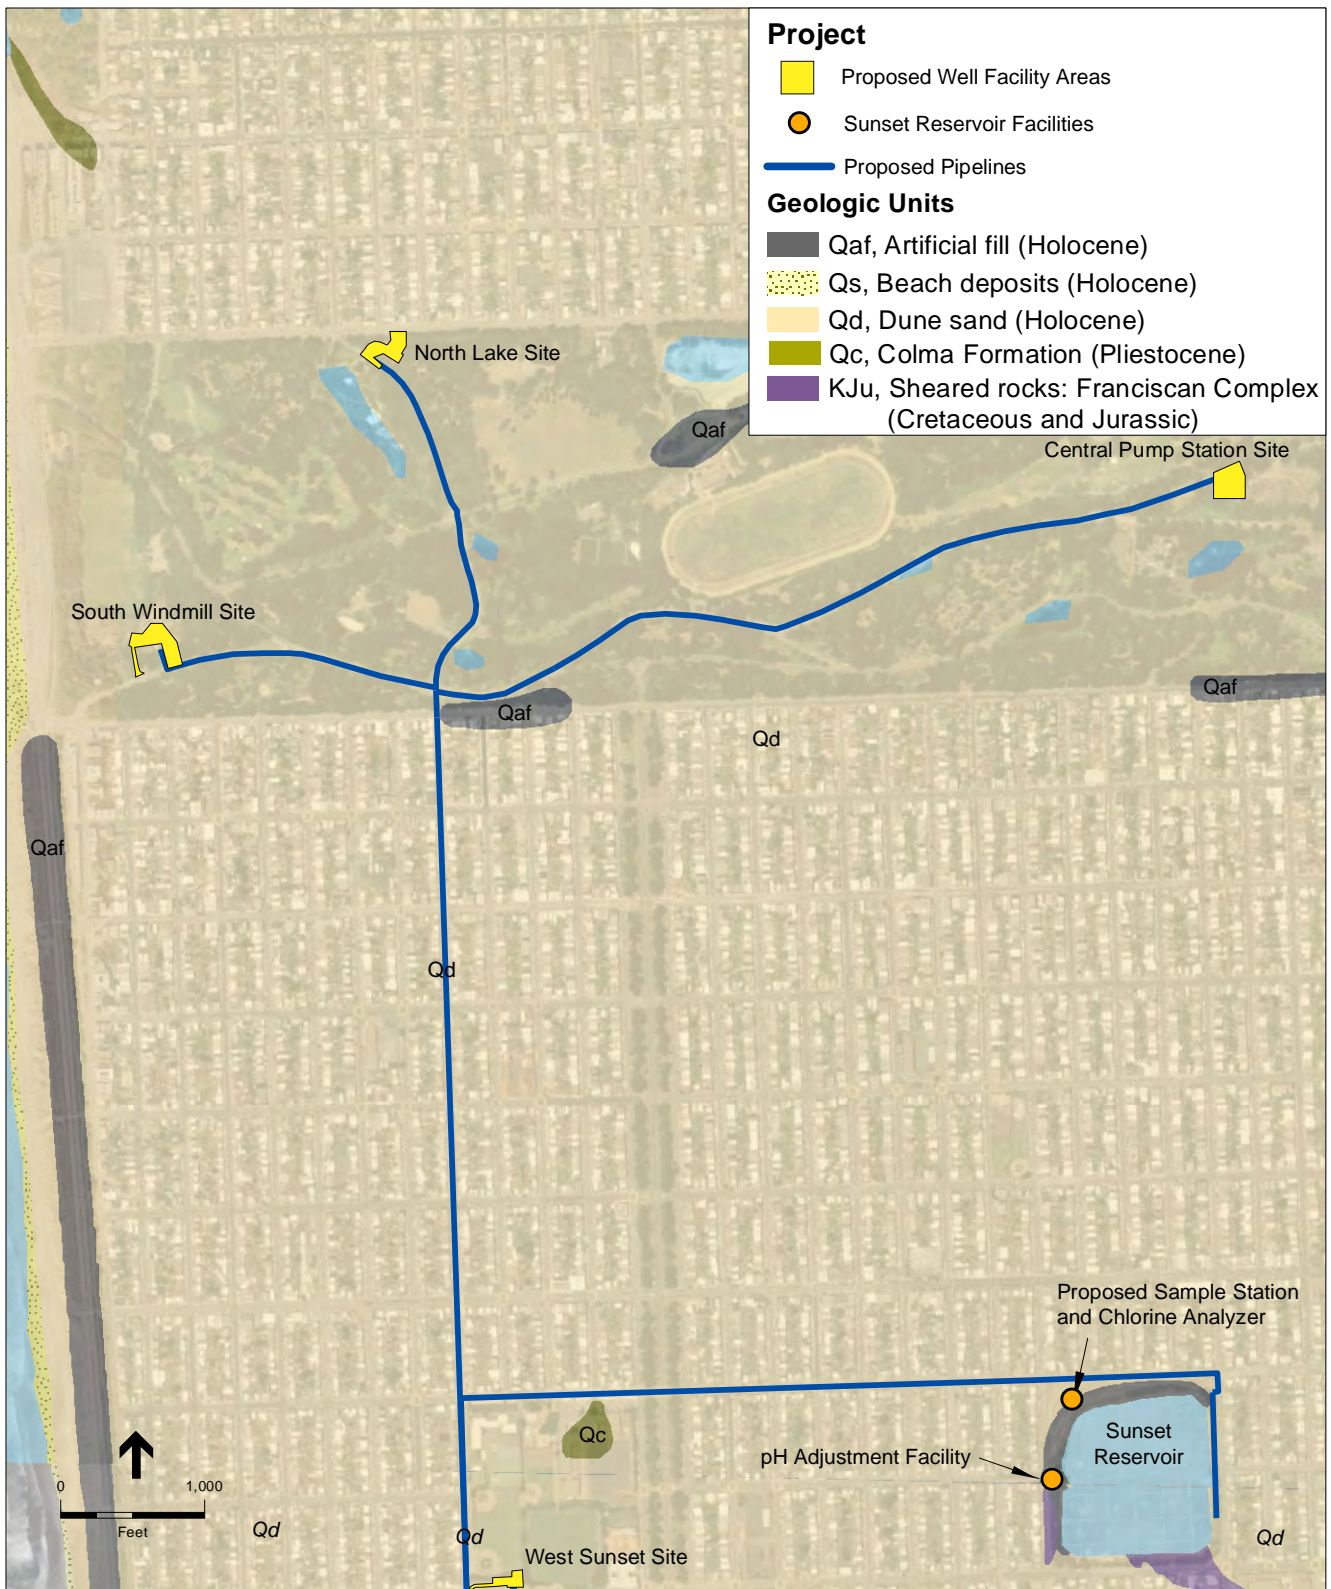 Project
Proposed Well Facility Areas
Sunset Reservoir Facilities
Proposed Pipelines
Geologic Units
Qaf, Artificial fill (Holocene)
Qs, Beach deposits (Holocene)
Qd, Dune sand (Holocene)
Qc, Colma Formation (Pliestocene)
KJu, Sheared rocks: Franciscan Complex
(Cretaceous and Jurassic)
North Lake Site
Qaf
Central Pump Station Site
South Windmill Site
Qaf
Qaf
Qd
Qaf
Qd
Proposed Sample Station
and Chlorine Analyzer
Qc
Sunset
Reservoir
pH Adjustment Facility
0 1,000
Feet
Qd
Qd
Qd
West Sunset Site